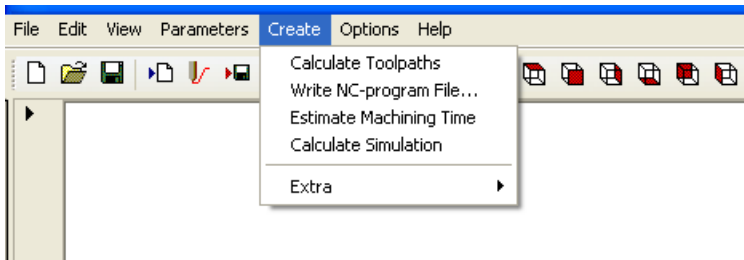 File Edit View Parameters Create Options Help
Calculate Toolpaths
Write NC-program File...
Estimate Machining Time
Calculate Simulation
Extra